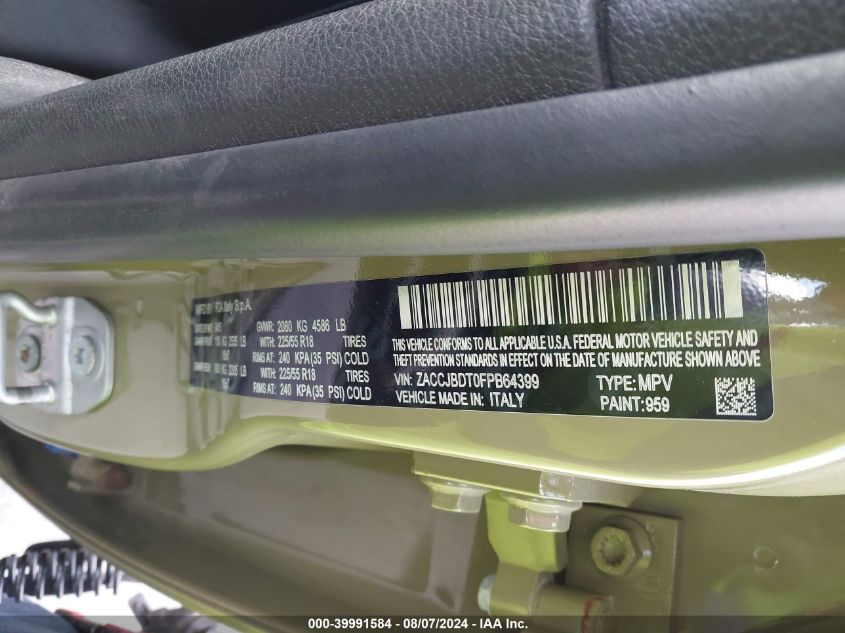 MFD BY FCA Italy S.p.A.
GVWR: 2080 KG 4586 LB
WITH: 225/55 R18 TIRES
RIMS AT: 240 KPA(35 PSI) COLD
WITH: 225/55 R18 TIRES
RIMS AT: 240 KPA(35 PSI) COLD
THIS VEHICLE CONFORMS TO ALL APPLICABLE U.S.A. FEDERAL MOTOR VEHICLE SAFETY AND
THEFT PREVENTION STANDARDS IN EFFECT ON THE DATE OF MANUFACTURE SHOWN ABOVE
VIN: ZACCJBDT0FPB64399 TYPE: MPV
VEHICLE MADE IN: ITALY PAINT: 959
000-39991584 - 08/07/2024 - IAA Inc.